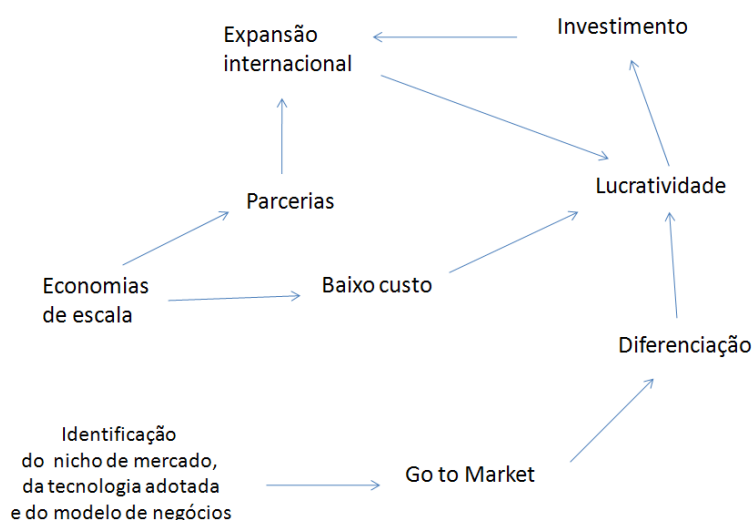 Expansão
internacional
Investimento
Parcerias
Lucratividade
Economias
de escala
Baixo custo
Diferenciação
Identificação
do nicho de mercado,
da tecnologia adotada
e do modelo de negócios
Go to Market